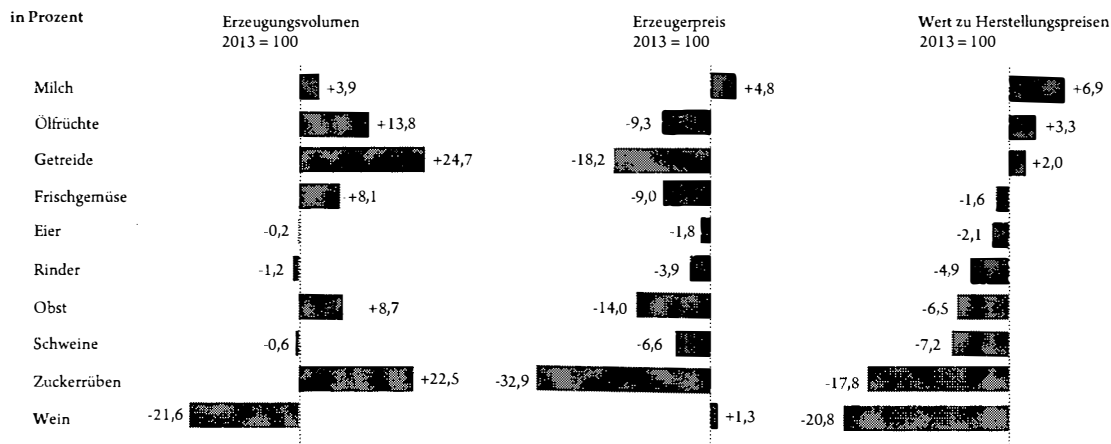 in Prozent
Erzeugungsvolumen Erzeugerpreis Wert zu Herstellungspreisen
2013 = 100 2013 = 100 2013 = 100
Milch +3,9 +4,8 +6,9
Ölfrüchte +13,8 -9,3 +3,3
Getreide +24,7 -18,2 +2,0
Frischgemüse +8,1 -9,0 -1,6
Eier -0,2 -1,8 -2,1
Rinder -1,2 -3,9 -4,9
Obst +8,7 -14,0 -6,5
Schweine -0,6 -6,6 -7,2
Zuckerrüben +22,5 -32,9 -17,8
Wein -21,6 +1,3 -20,8